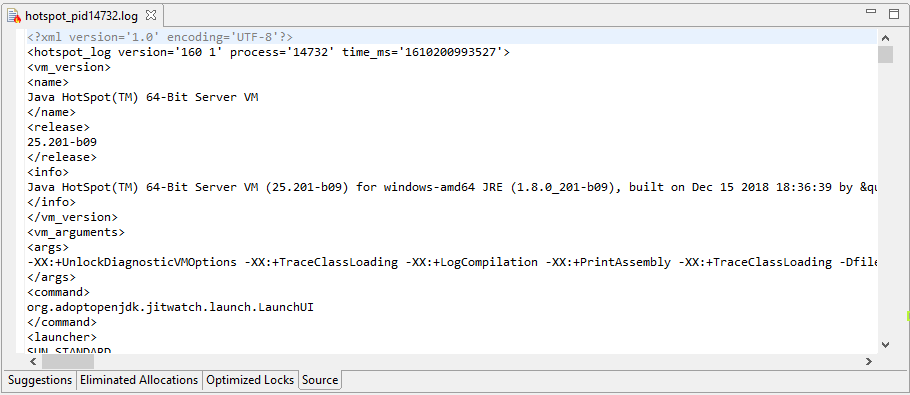 hotspot_pid14732.log
<?xml version='1.0' encoding='UTF-8'?>
<hotspot_log version='160 1' process='14732' time_ms='1610200993527'>
<vm_version>
<name>
Java HotSpot(TM) 64-Bit Server VM
</name>
<release>
25.201-b09
</release>
<info>
Java HotSpot(TM) 64-Bit Server VM (25.201-b09) for windows-amd64 JRE (1.8.0_201-b09), built on Dec 15 2018 18:36:39 by &qu
</info>
</vm_version>
<vm_arguments>
<args>
-XX:+UnlockDiagnosticVMOptions -XX:+TraceClassLoading -XX:+LogCompilation -XX:+PrintAssembly -XX:+TraceClassLoading -Dfile
</args>
<command>
org.adoptopenjdk.jitwatch.launch.LaunchUI
</command>
<launcher>
SUN_STANDARD
Suggestions Eliminated Allocations Optimized Locks Source